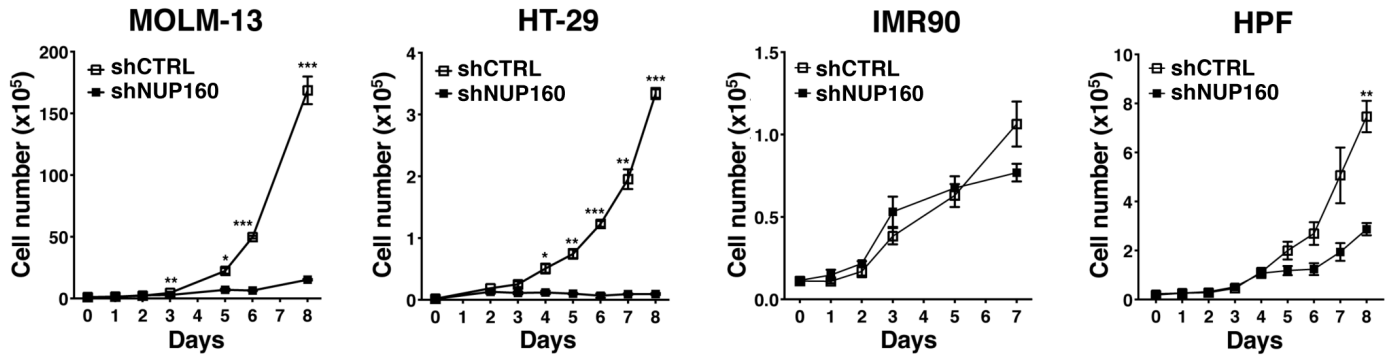 MOLM-13
200
150
100
50
0
Cell number (x10⁵)
shCTRL
shNUP160
**
*
***
***
0 1 2 3 4 5 6 7 8
Days
HT-29
4
3
2
1
0
Cell number (x10⁵)
shCTRL
shNUP160
*
**
***
**
***
0 1 2 3 4 5 6 7 8
Days
IMR90
1.5
1.0
0.5
0.0
Cell number (x10⁵)
shCTRL
shNUP160
0 1 2 3 4 5 6 7
Days
HPF
10
8
6
4
2
0
Cell number (x10⁵)
shCTRL
shNUP160
**
0 1 2 3 4 5 6 7 8
Days